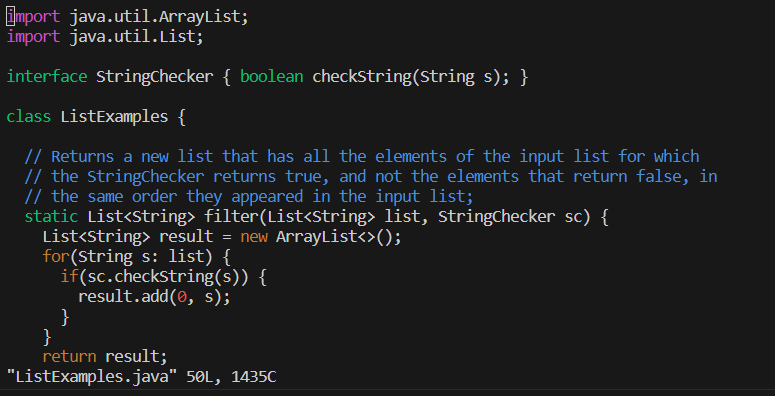 import java.util.ArrayList;
import java.util.List;

interface StringChecker { boolean checkString(String s); }

class ListExamples {

  // Returns a new list that has all the elements of the input list for which
  // the StringChecker returns true, and not the elements that return false, in
  // the same order they appeared in the input list;
  static List<String> filter(List<String> list, StringChecker sc) {
    List<String> result = new ArrayList<>();
    for(String s: list) {
      if(sc.checkString(s)) {
        result.add(0, s);
      }
    }
    return result;
"ListExamples.java" 50L, 1435C